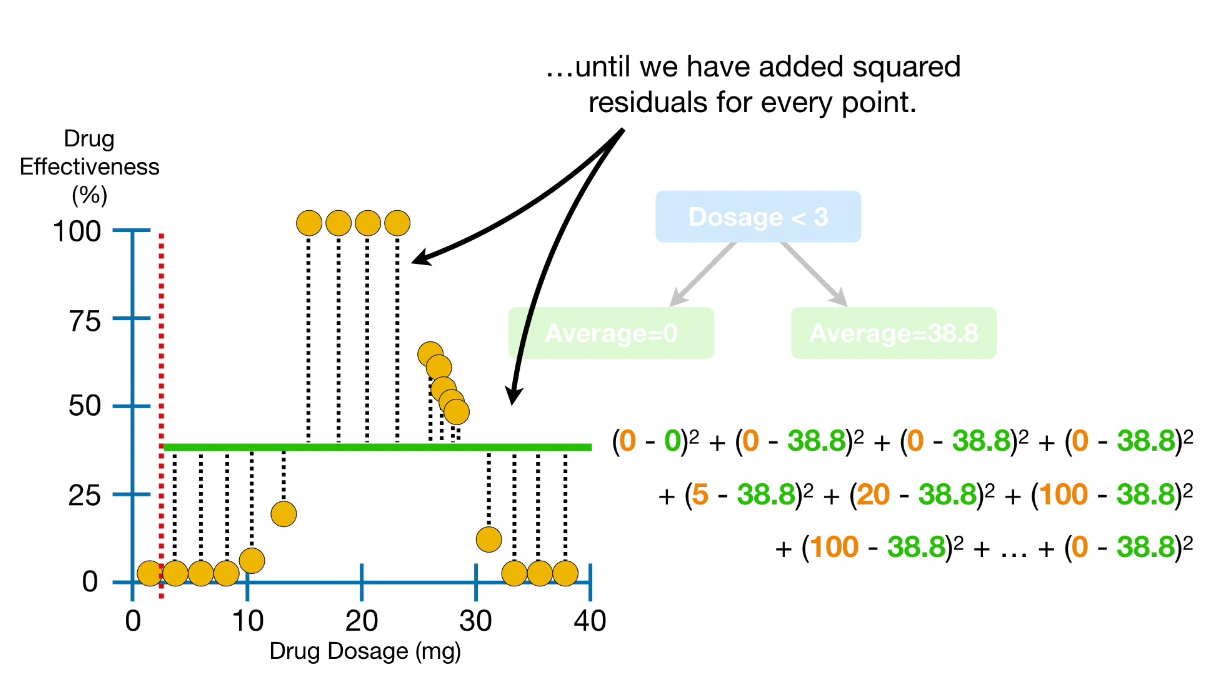 …until we have added squared
residuals for every point.
Drug
Effectiveness
(%)
Dosage < 3
Average=0
Average=38.8
100
75
50
25
0
(0 - 0)² + (0 - 38.8)² + (0 - 38.8)² + (0 - 38.8)²
+ (5 - 38.8)² + (20 - 38.8)² + (100 - 38.8)²
+ (100 - 38.8)² + … + (0 - 38.8)²
0 10 20 30 40
Drug Dosage (mg)